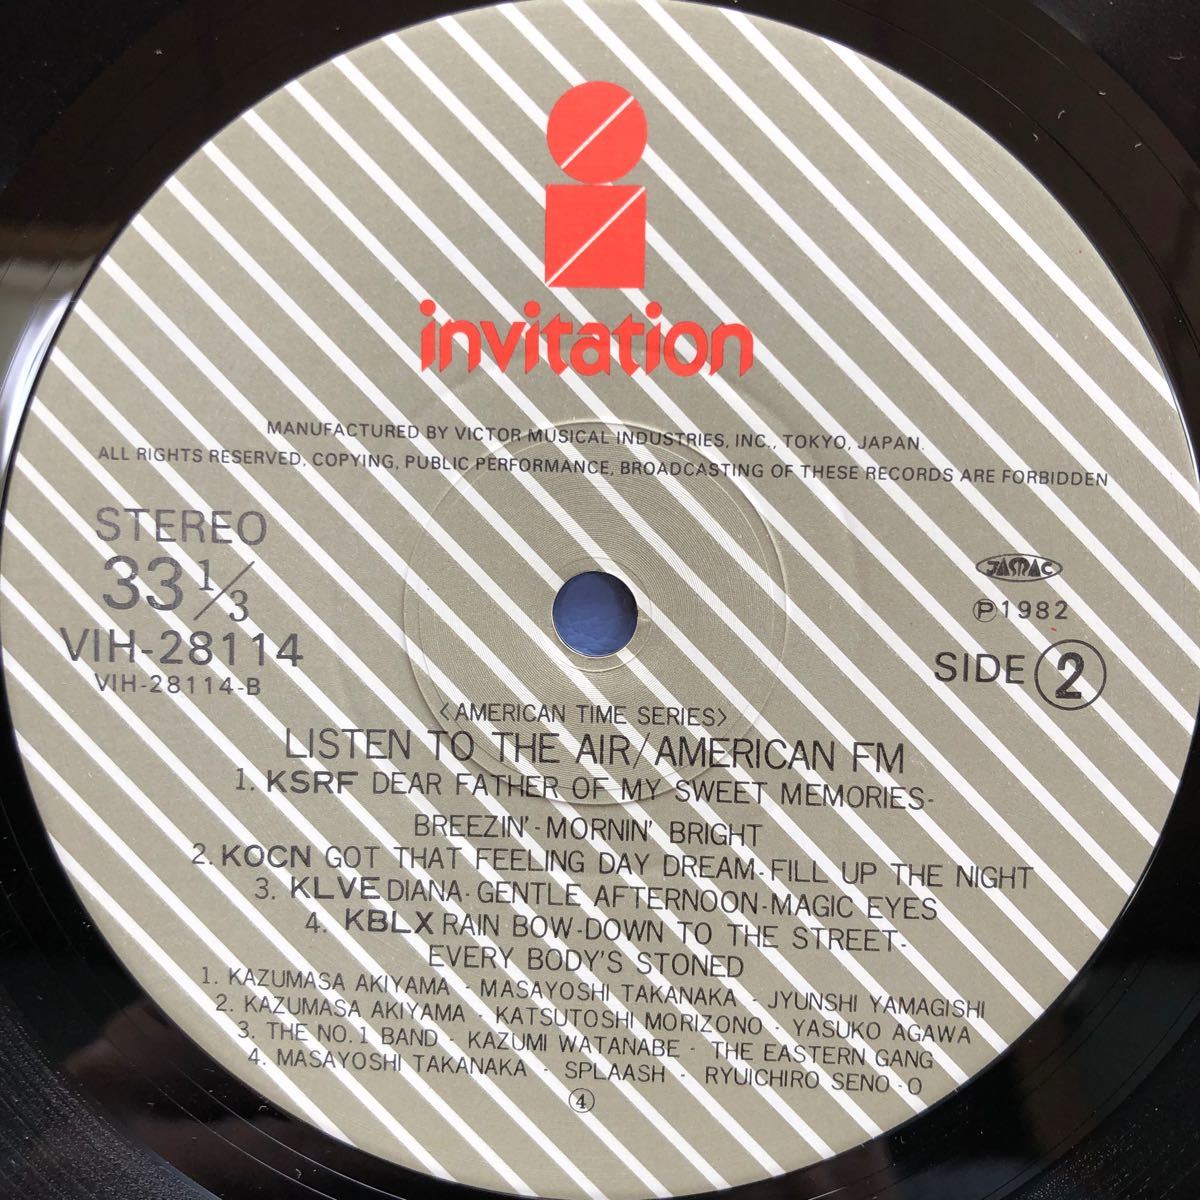 invitation
MANUFACTURED BY VICTOR MUSICAL INDUSTRIES, INC., TOKYO, JAPAN.
ALL RIGHTS RESERVED, COPYING, PUBLIC PERFORMANCE, BROADCASTING OF THESE RECORDS ARE FORBIDDEN
STEREO
33 1/3
VIH-28114
VIH-28114-B
JAMAC
Ⓟ1982
SIDE ②
〈AMERICAN TIME SERIES〉
LISTEN TO THE AIR/AMERICAN FM
1. KSRF DEAR FATHER OF MY SWEET MEMORIES-
BREEZIN'-MORNIN' BRIGHT
2. KOCN GOT THAT FEELING DAY DREAM-FILL UP THE NIGHT
3. KLVE DIANA-GENTLE AFTERNOON-MAGIC EYES
4. KBLX RAIN BOW-DOWN TO THE STREET-
EVERY BODY'S STONED
1. KAZUMASA AKIYAMA - MASAYOSHI TAKANAKA - JYUNSHI YAMAGISHI
2. KAZUMASA AKIYAMA - KATSUTOSHI MORIZONO - YASUKO AGAWA
3. THE NO.1 BAND - KAZUMI WATANABE - THE EASTERN GANG
4. MASAYOSHI TAKANAKA - SPLAASH - RYUICHIRO SENO-O
④